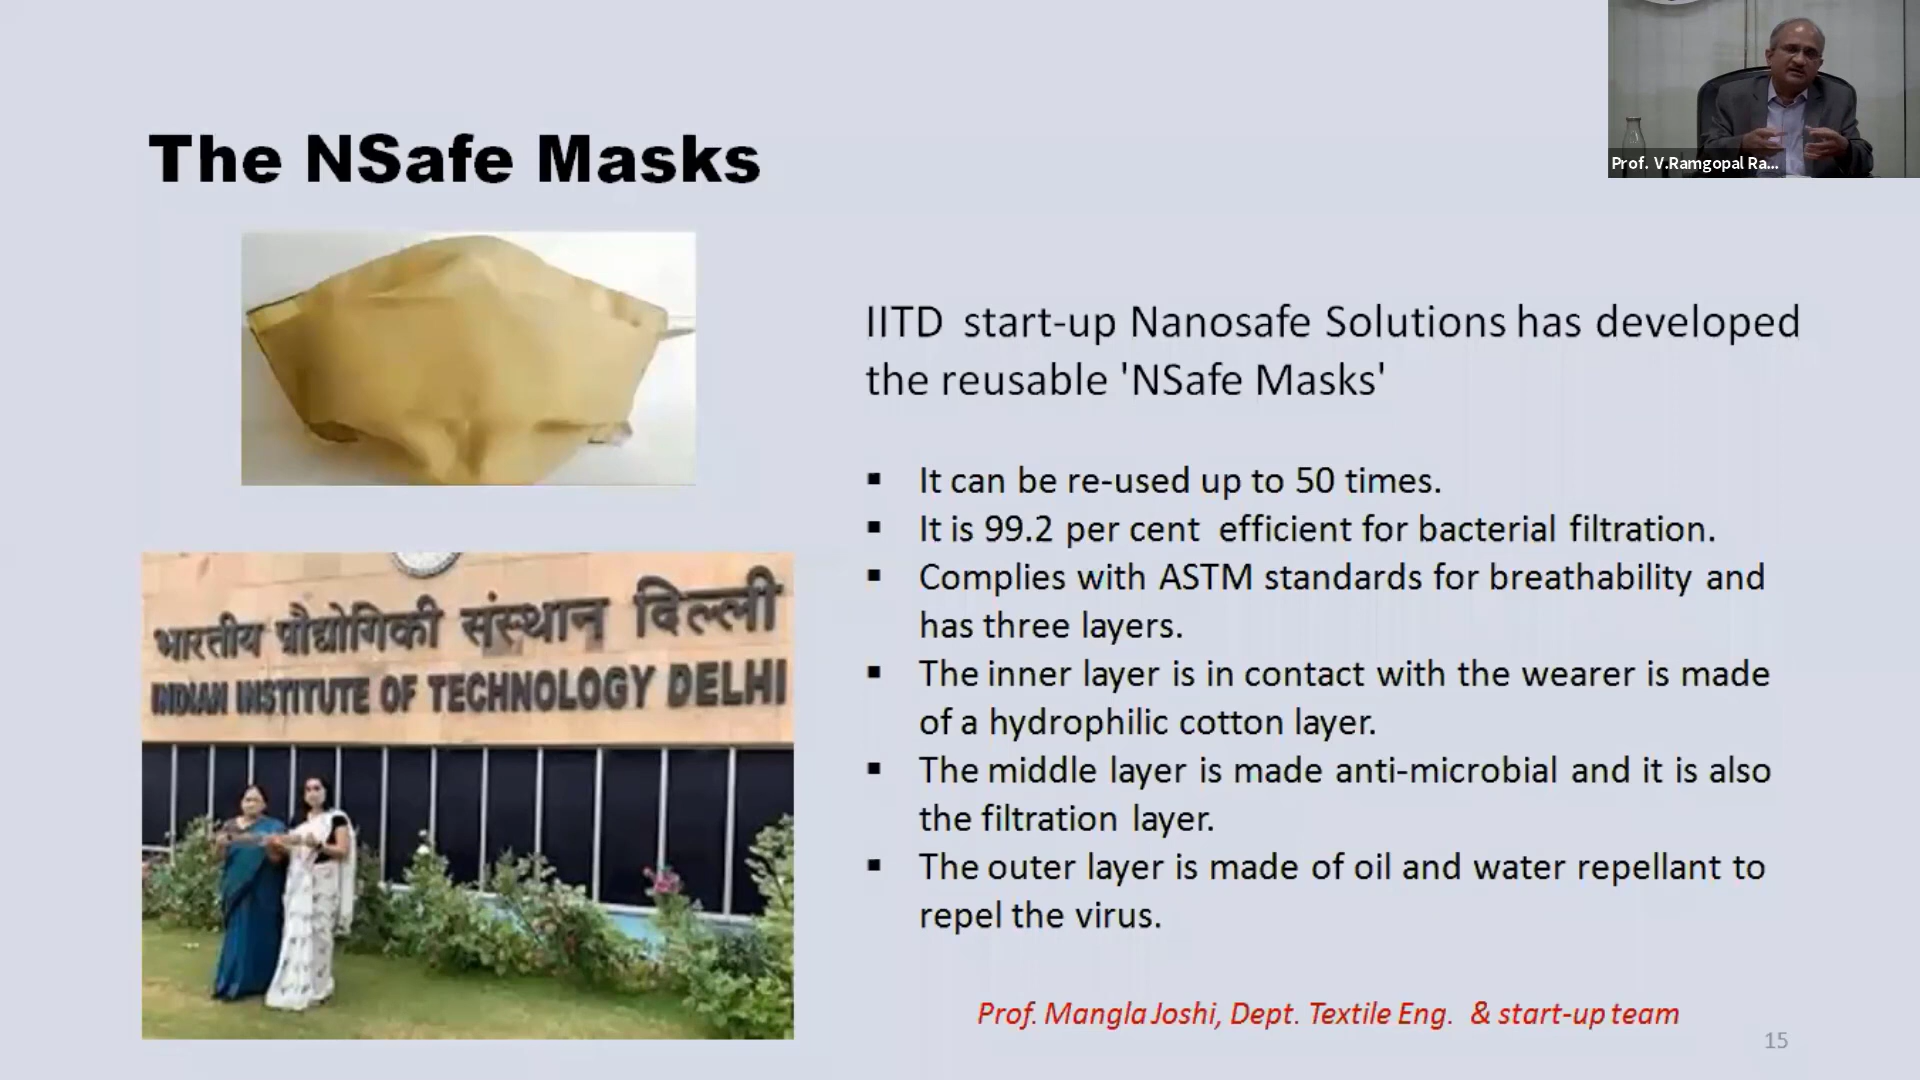 Prof. V.Ramgopal Ra...
The NSafe Masks
IITD start-up Nanosafe Solutions has developed
the reusable 'NSafe Masks'
▪ It can be re-used up to 50 times.
▪ It is 99.2 per cent efficient for bacterial filtration.
▪ Complies with ASTM standards for breathability and
has three layers.
▪ The inner layer is in contact with the wearer is made
of a hydrophilic cotton layer.
▪ The middle layer is made anti-microbial and it is also
the filtration layer.
▪ The outer layer is made of oil and water repellant to
repel the virus.
भारतीय प्रौद्योगिकी संस्थान दिल्ली
INDIAN INSTITUTE OF TECHNOLOGY DELHI
Prof. Mangla Joshi, Dept. Textile Eng. & start-up team
15